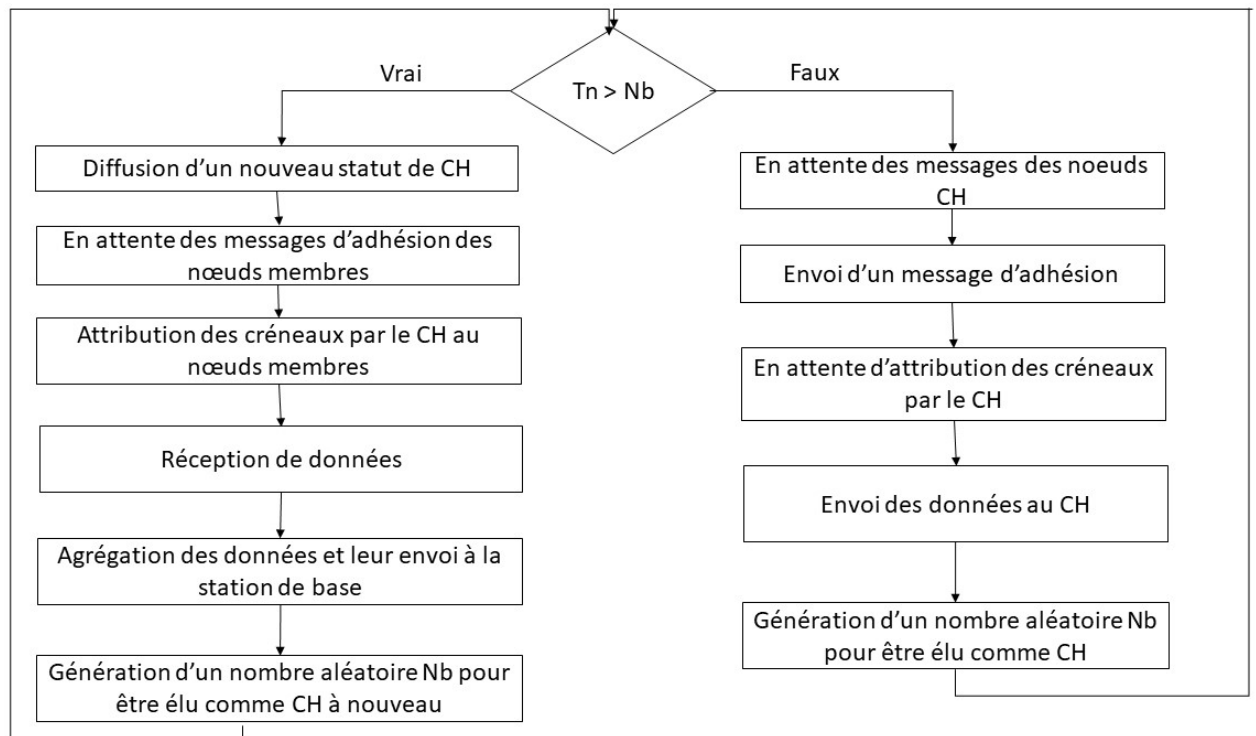 Tn > Nb
Vrai
Faux
Diffusion d'un nouveau statut de CH
En attente des messages d'adhésion des
nœuds membres
Attribution des créneaux par le CH au
nœuds membres
Réception de données
Agrégation des données et leur envoi à la
station de base
Génération d'un nombre aléatoire Nb pour
être élu comme CH à nouveau
En attente des messages des noeuds
CH
Envoi d'un message d'adhésion
En attente d'attribution des créneaux
par le CH
Envoi des données au CH
Génération d'un nombre aléatoire Nb
pour être élu comme CH